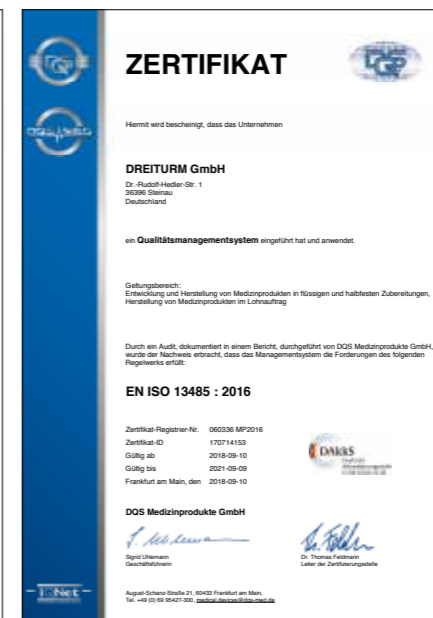 DQS
ZERTIFIKAT
DQS
DQS MED
Hiermit wird bescheinigt, dass das Unternehmen
DREITURM GmbH
Dr.-Rudolf-Hedler-Str. 1
36396 Steinau
Deutschland
ein Qualitätsmanagementsystem eingeführt hat und anwendet.
Geltungsbereich:
Entwicklung und Herstellung von Medizinprodukten in flüssigen und halbfesten Zubereitungen,
Herstellung von Medizinprodukten im Lohnauftrag
Durch ein Audit, dokumentiert in einem Bericht, durchgeführt von DQS Medizinprodukte GmbH,
wurde der Nachweis erbracht, dass das Managementsystem die Forderungen des folgenden
Regelwerks erfüllt:
EN ISO 13485 : 2016
Zertifikat-Registrier-Nr. 060336 MP2016
Zertifikat-ID 170714153
Gültig ab 2018-09-10
Gültig bis 2021-09-09
Frankfurt am Main, den 2018-09-10
DAkkS
DQS Medizinprodukte GmbH
Sigrid Uhlemann
Geschäftsführerin
Dr. Thomas Feldmann
Leiter der Zertifizierungsstelle
- IQNet -
August-Schanz-Straße 21, 60433 Frankfurt am Main,
Tel. +49 (0) 69 95427-300, medical.devices@dqs-med.de